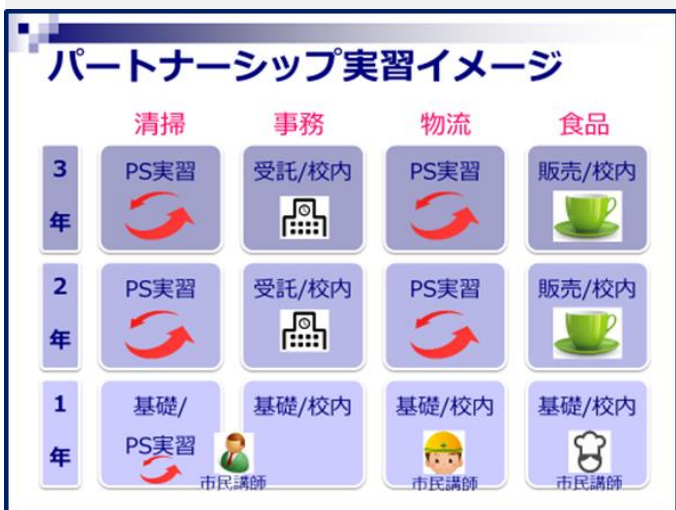 パートナーシップ実習イメージ
清掃 事務 物流 食品
3年 PS実習 受託/校内 PS実習 販売/校内
2年 PS実習 受託/校内 PS実習 販売/校内
1年 基礎/PS実習 基礎/校内 基礎/校内 基礎/校内
市民講師 市民講師 市民講師